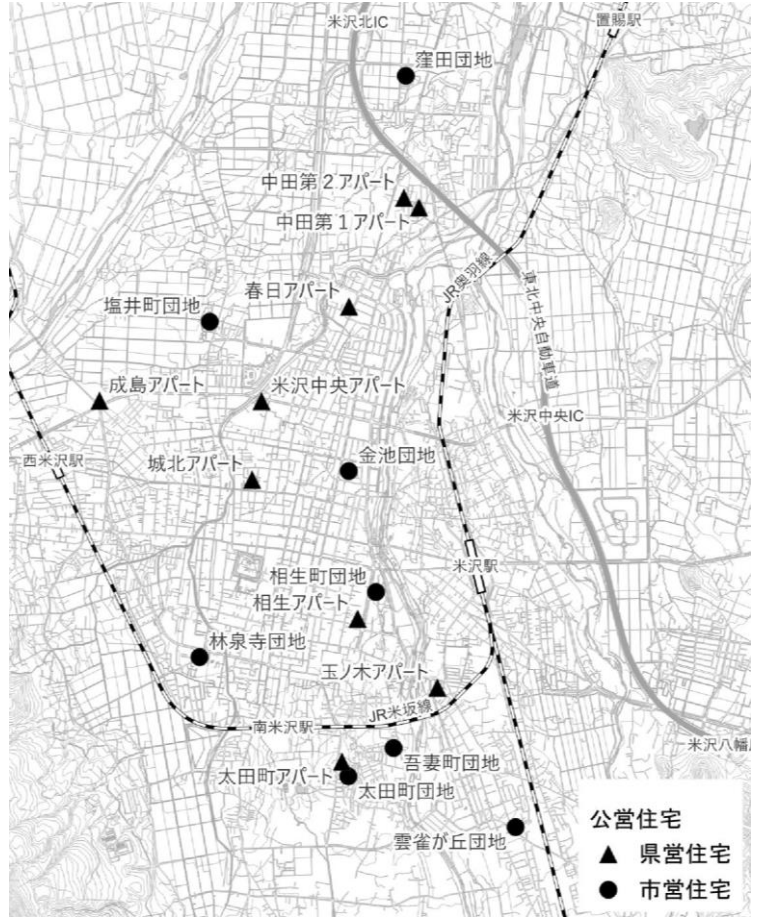 米沢北IC
置賜駅
窪田団地
中田第２アパート
中田第１アパート
JR奥羽線
東北中央自動車道
春日アパート
塩井町団地
成島アパート
米沢中央アパート
米沢中央IC
西米沢駅
城北アパート
金池団地
米沢駅
相生町団地
相生アパート
林泉寺団地
玉ノ木アパート
JR米坂線
南米沢駅
米沢八幡
吾妻町団地
太田町アパート
太田町団地
雲雀が丘団地
公営住宅
県営住宅
市営住宅